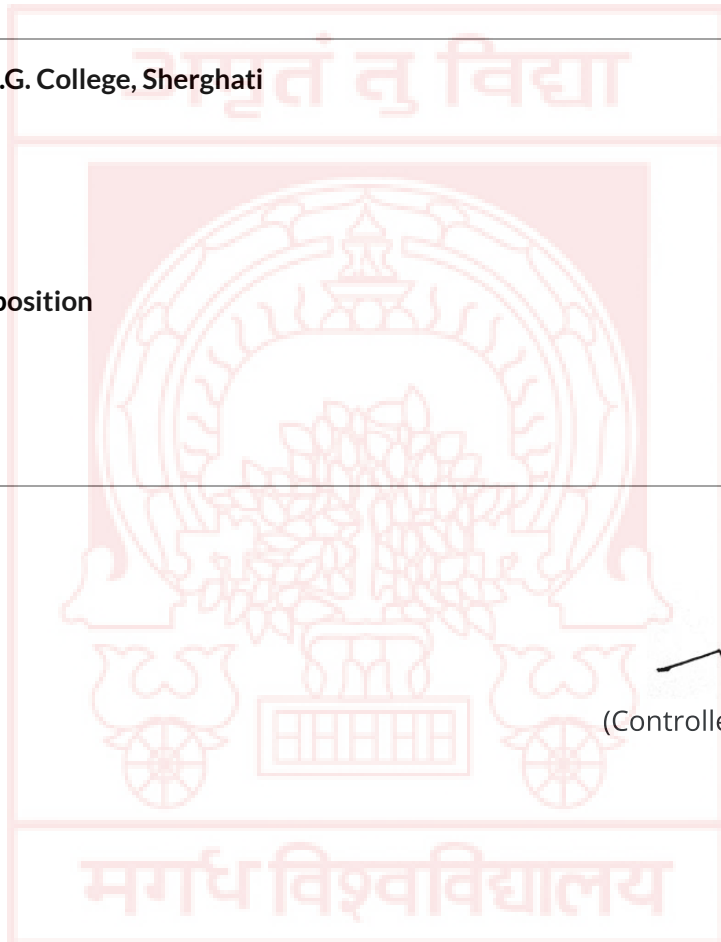 अमृतं तु विद्या
.G. College, Sherghati
position
(Controlle
मगध विश्वविद्यालय